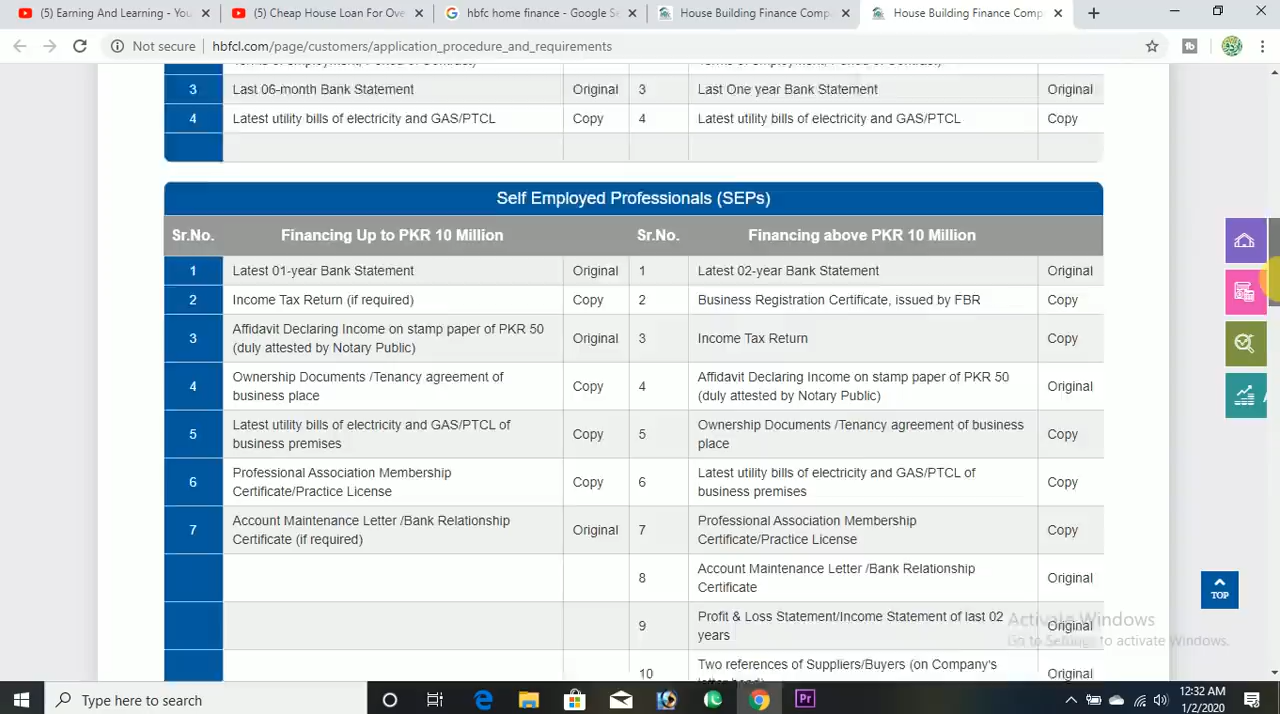 (5) Earning And Learning - You
(5) Cheap House Loan For Ove
hbfc home finance - Google Se
House Building Finance Comp
House Building Finance Comp
Not secure
hbfcl.com/page/customers/application_procedure_and_requirements
3 Last 06-month Bank Statement Original 3 Last One year Bank Statement Original
4 Latest utility bills of electricity and GAS/PTCL Copy 4 Latest utility bills of electricity and GAS/PTCL Copy
Self Employed Professionals (SEPs)
Sr.No. Financing Up to PKR 10 Million Sr.No. Financing above PKR 10 Million
1 Latest 01-year Bank Statement Original 1 Latest 02-year Bank Statement Original
2 Income Tax Return (if required) Copy 2 Business Registration Certificate, issued by FBR Copy
3 Affidavit Declaring Income on stamp paper of PKR 50
(duly attested by Notary Public) Original 3 Income Tax Return Copy
4 Ownership Documents /Tenancy agreement of
business place Copy 4 Affidavit Declaring Income on stamp paper of PKR 50
(duly attested by Notary Public) Original
5 Latest utility bills of electricity and GAS/PTCL of
business premises Copy 5 Ownership Documents /Tenancy agreement of business
place Copy
6 Professional Association Membership
Certificate/Practice License Copy 6 Latest utility bills of electricity and GAS/PTCL of
business premises Copy
7 Account Maintenance Letter /Bank Relationship
Certificate (if required) Original 7 Professional Association Membership
Certificate/Practice License Copy
8 Account Maintenance Letter /Bank Relationship
Certificate Original
9 Profit & Loss Statement/Income Statement of last 02
years Original
10 Two references of Suppliers/Buyers (on Company's Original
TOP
Activate Windows
Go to Settings to activate Windows.
Type here to search
Pr
12:32 AM
1/2/2020